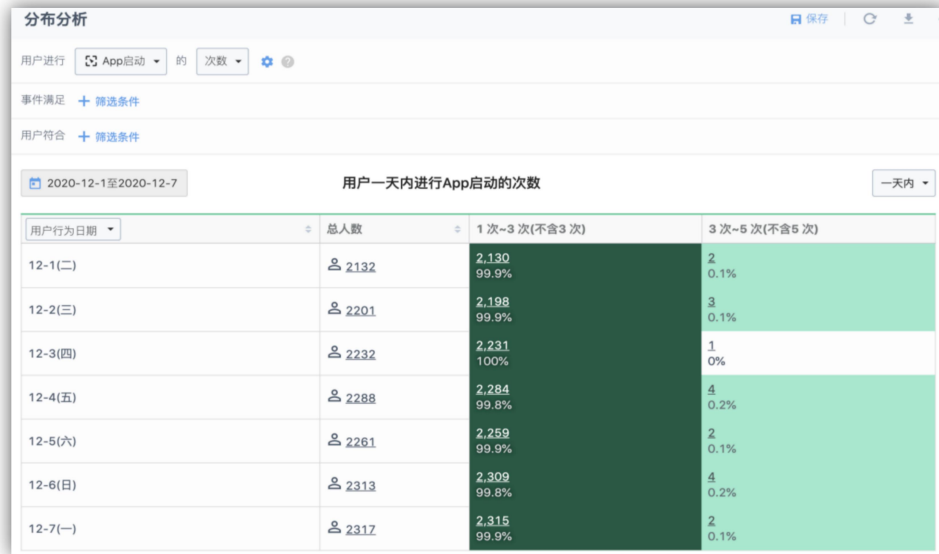 分布分析 保存
用户进行 App启动 的 次数
事件满足 + 筛选条件
用户符合 + 筛选条件
2020-12-1至2020-12-7 用户一天内进行App启动的次数 一天内
用户行为日期 总人数 1 次~3 次(不含3 次) 3 次~5 次(不含5 次)
12-1(二) 2132 2,130 2
99.9% 0.1%
12-2(三) 2201 2,198 3
99.9% 0.1%
12-3(四) 2232 2,231 1
100% 0%
12-4(五) 2288 2,284 4
99.8% 0.2%
12-5(六) 2261 2,259 2
99.9% 0.1%
12-6(日) 2313 2,309 4
99.8% 0.2%
12-7(一) 2317 2,315 2
99.9% 0.1%